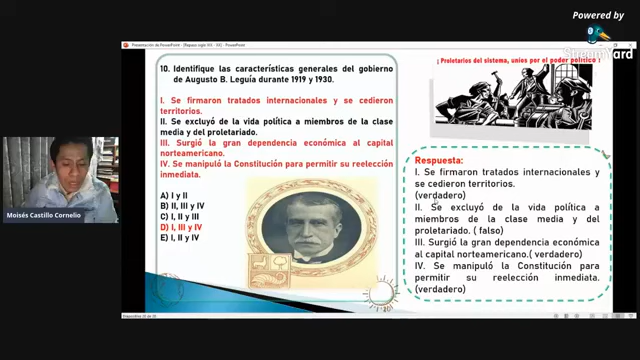 Powered by
StreamYard
Presentación de PowerPoint - [Repaso siglo XIX - XX] - PowerPoint
10. Identifique las características generales del gobierno
de Augusto B. Leguía durante 1919 y 1930.
I. Se firmaron tratados internacionales y se cedieron
territorios.
II. Se excluyó de la vida política a miembros de la clase
media y del proletariado.
III. Surgió la gran dependencia económica al capital
norteamericano.
IV. Se manipuló la Constitución para permitir su reelección
inmediata.
A) I y II
B) II, III y IV
C) I, II y III
D) I, III y IV
E) I, II y IV
¡ Proletarios del sistema, uníos por el poder político !
Respuesta:
I. Se firmaron tratados internacionales y
se cedieron territorios.
(verdadero)
II. Se excluyó de la vida política a
miembros de la clase media y del
proletariado. ( falso)
III. Surgió la gran dependencia económica
al capital norteamericano.( verdadero)
IV. Se manipuló la Constitución para
permitir su reelección inmediata.
(verdadero)
Moisés Castillo Cornelio